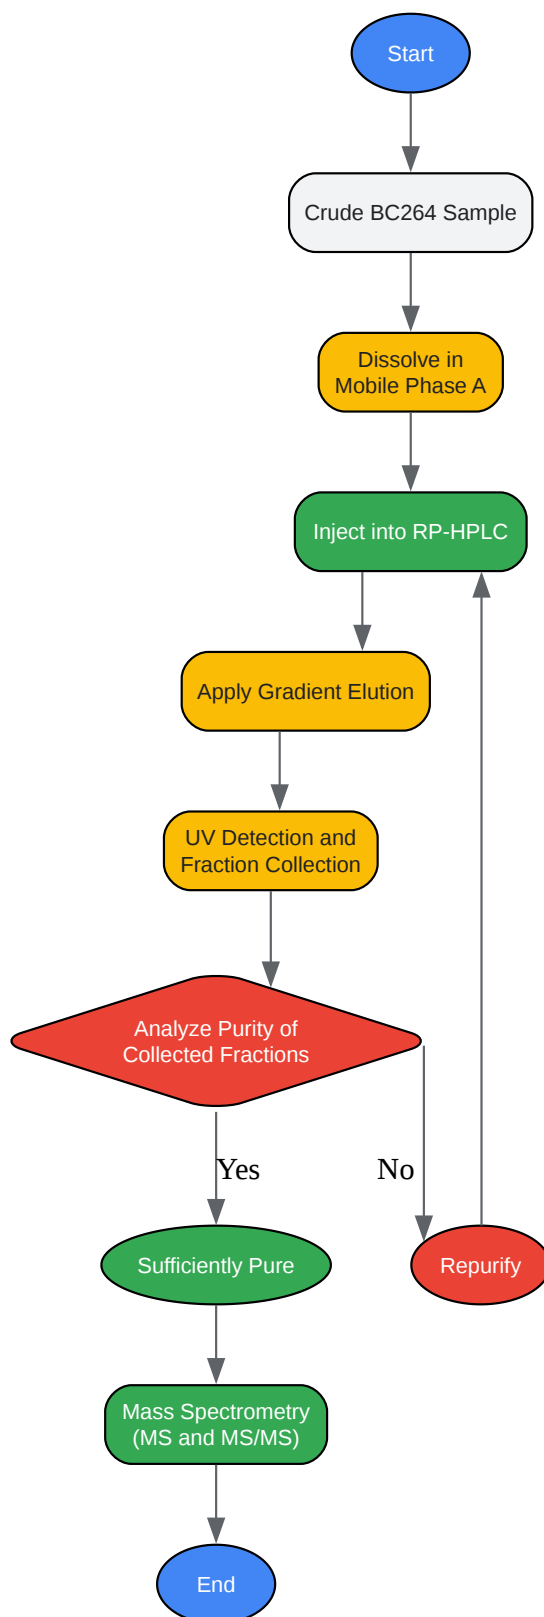 Start
Crude BC264 Sample
Dissolve in
Mobile Phase A
Inject into RP-HPLC
Apply Gradient Elution
UV Detection and
Fraction Collection
Analyze Purity of
Collected Fractions
Yes
No
Sufficiently Pure
Repurify
Mass Spectrometry
(MS and MS/MS)
End